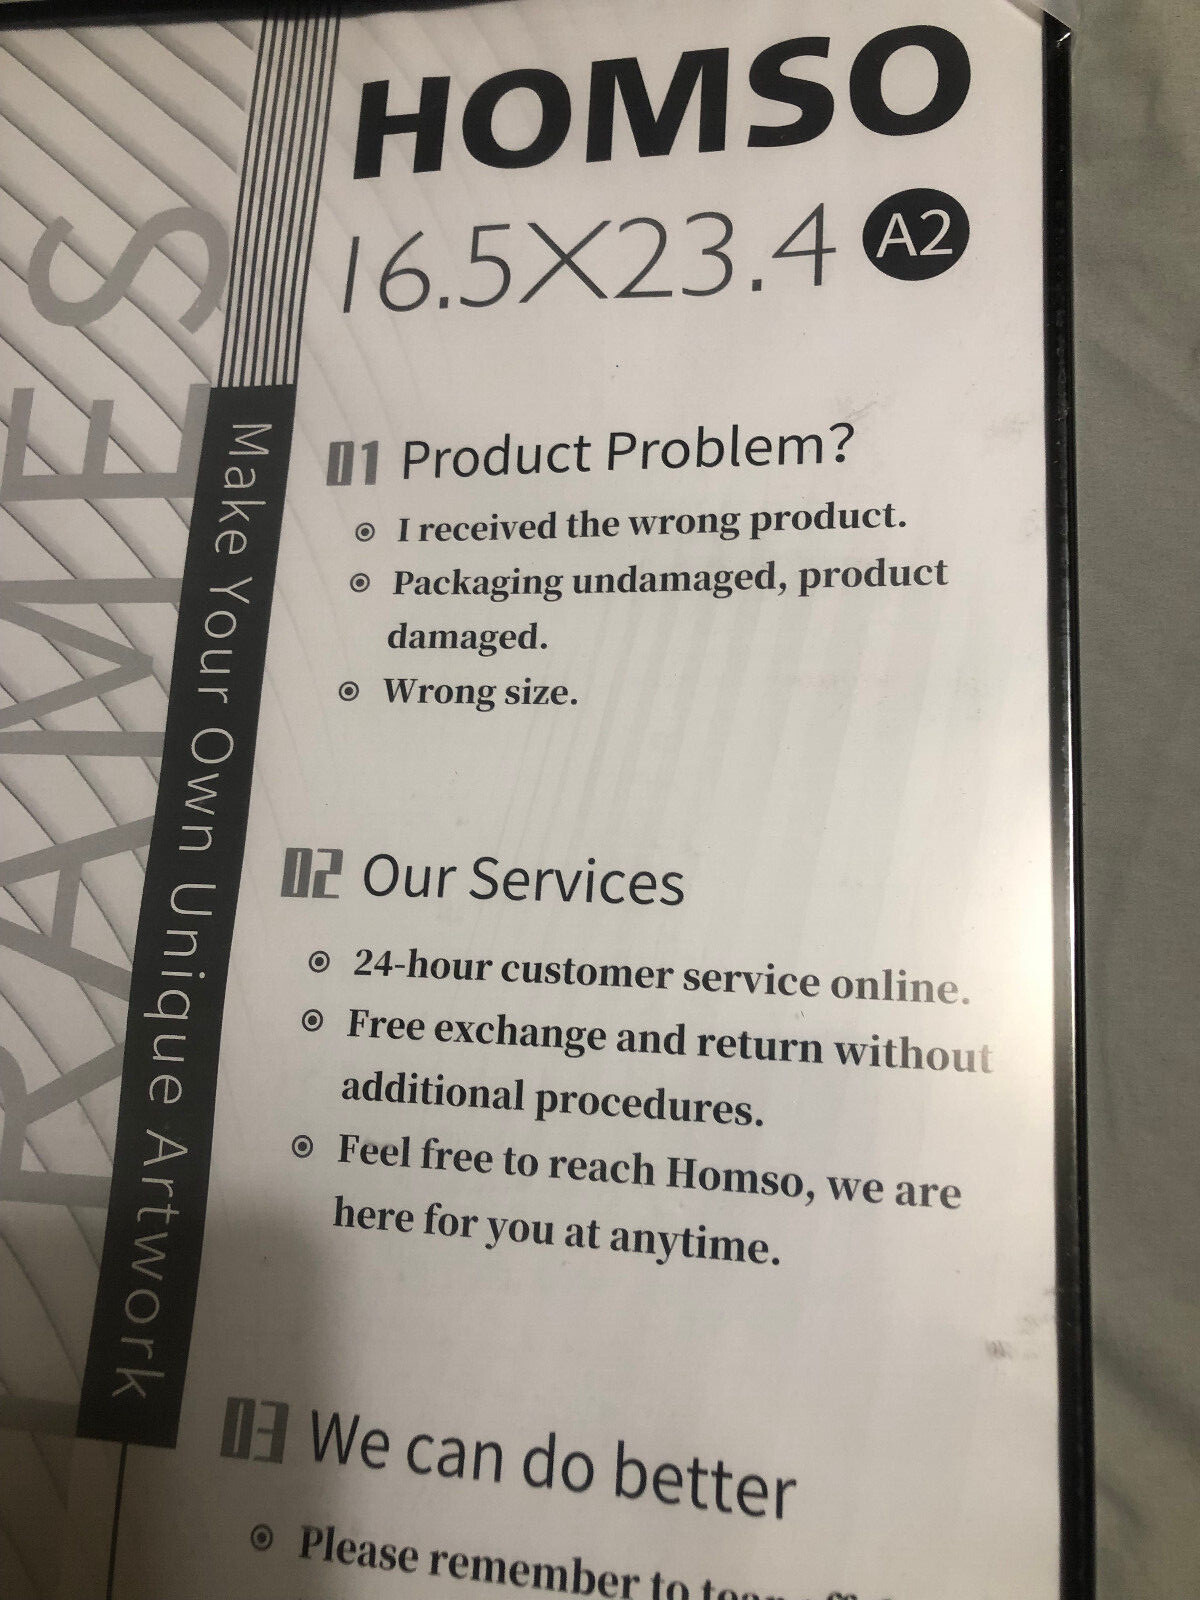 HOMSO
16.5X23.4 A2
FRAMES
Make Your Own Unique Artwork
01 Product Problem?
I received the wrong product.
Packaging undamaged, product
damaged.
Wrong size.
02 Our Services
24-hour customer service online.
Free exchange and return without
additional procedures.
Feel free to reach Homso, we are
here for you at anytime.
03 We can do better
Please remember to